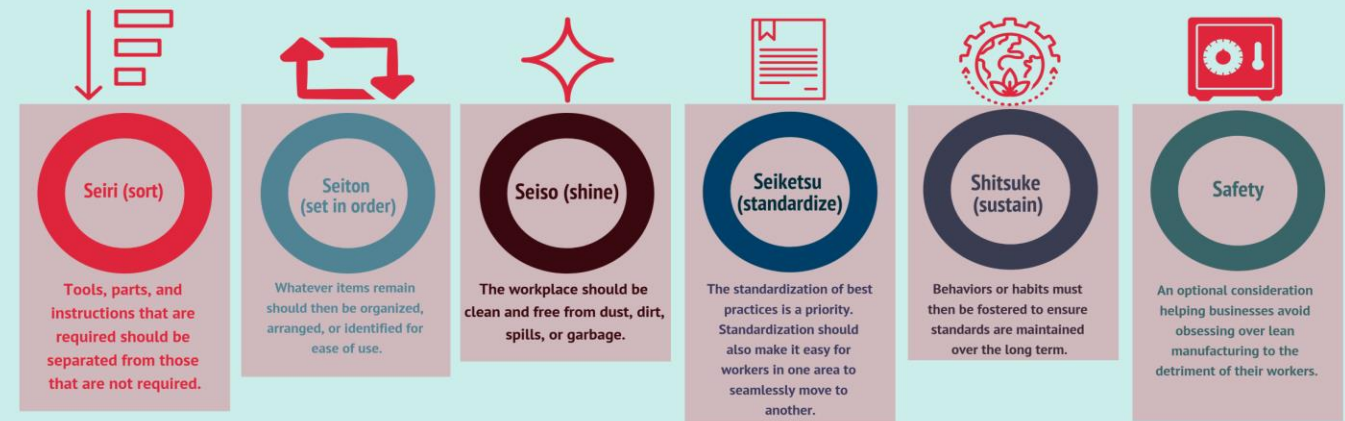 Seiri (sort)
Tools, parts, and
instructions that are
required should be
separated from those
that are not required.
Seiton
(set in order)
Whatever items remain
should then be organized,
arranged, or identified for
ease of use.
Seiso (shine)
The workplace should be
clean and free from dust, dirt,
spills, or garbage.
Seiketsu
(standardize)
The standardization of best
practices is a priority.
Standardization should
also make it easy for
workers in one area to
seamlessly move to
another.
Shitsuke
(sustain)
Behaviors or habits must
then be fostered to ensure
standards are maintained
over the long term.
Safety
An optional consideration
helping businesses avoid
obsessing over lean
manufacturing to the
detriment of their workers.